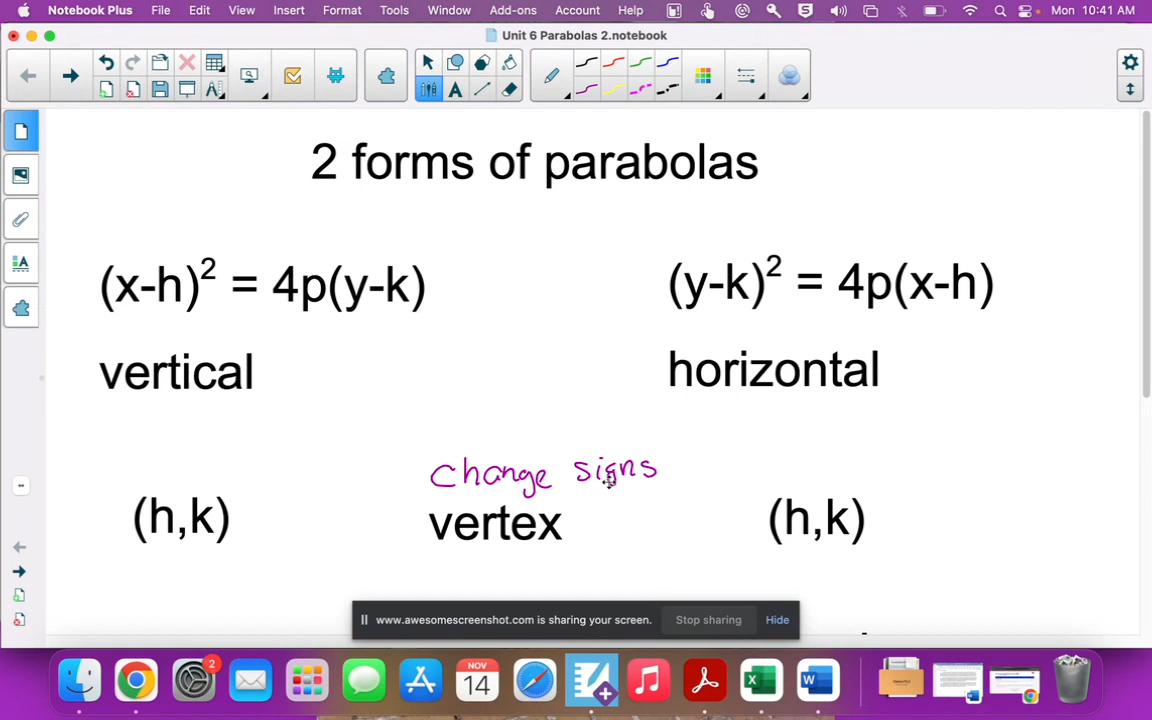 Notebook Plus File Edit View Insert Format Tools Window Add-ons Account Help Mon 10:41 AM
Unit 6 Parabolas 2.notebook
2 forms of parabolas
(x-h)² = 4p(y-k) (y-k)² = 4p(x-h)
vertical horizontal
Change signs
(h,k) vertex (h,k)
www.awesomescreenshot.com is sharing your screen. Stop sharing Hide
NOV
14
2